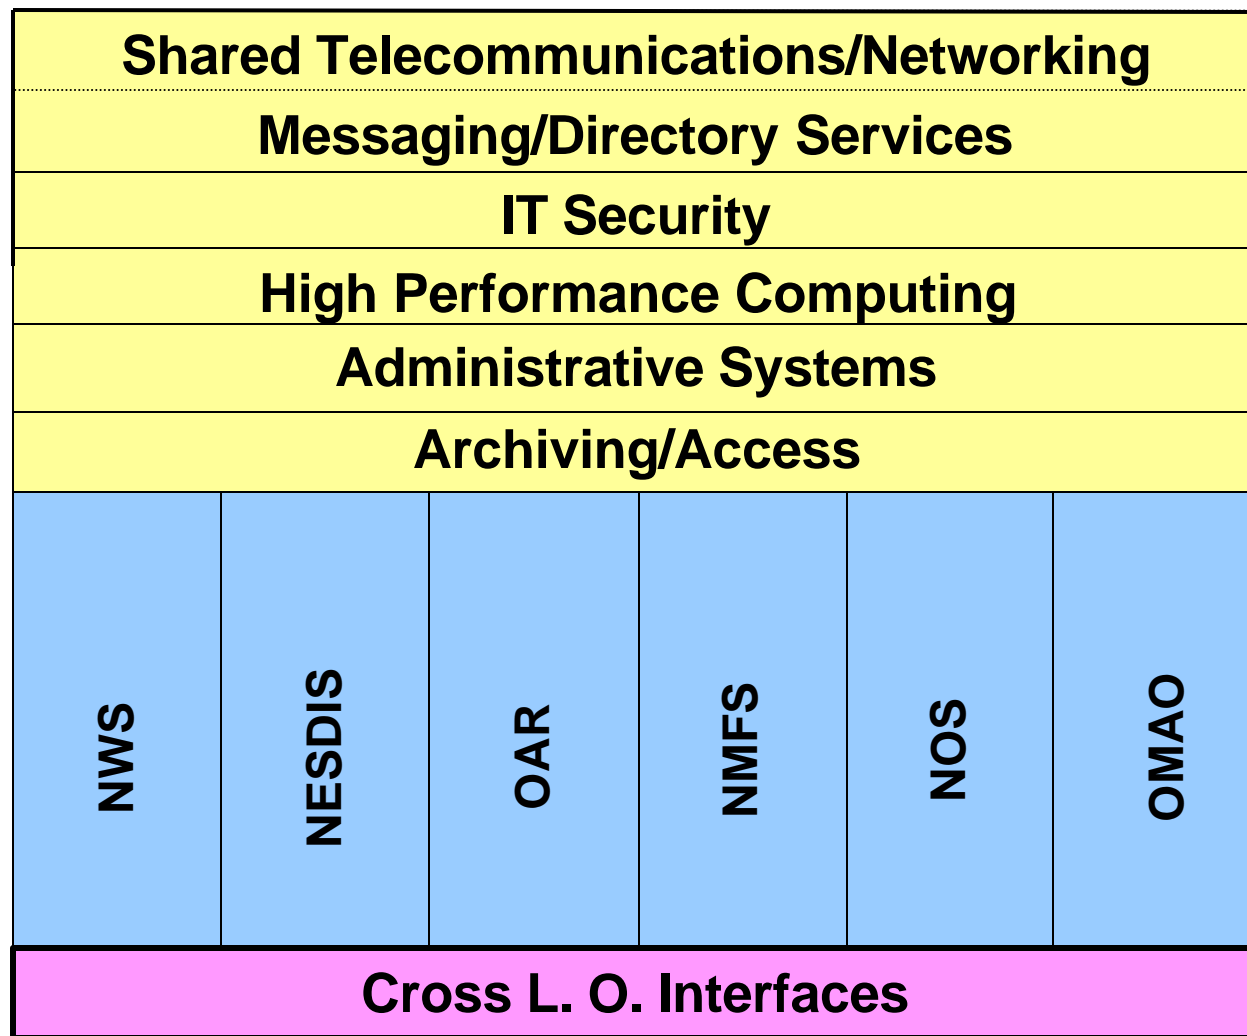 Shared Telecommunications/Networking
Messaging/Directory Services
IT Security
High Performance Computing
Administrative Systems
Archiving/Access
NWS
NESDIS
OAR
NMFS
NOS
OMAO
Cross L. O. Interfaces